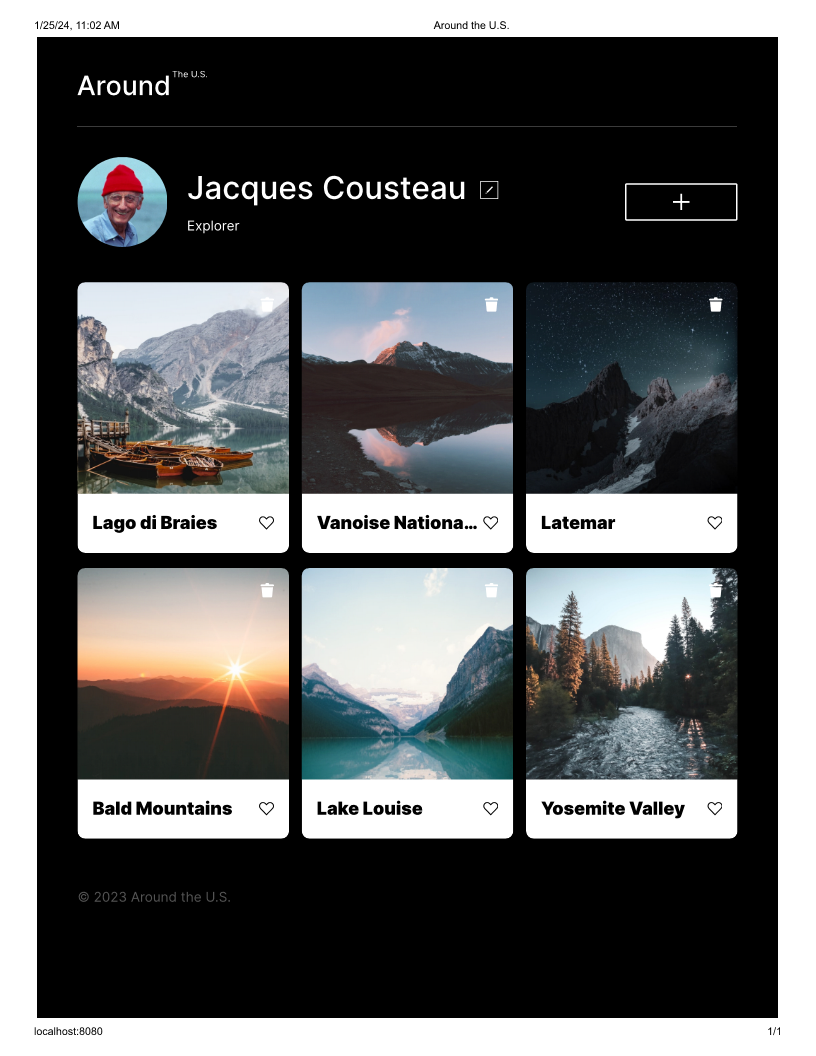 1/25/24, 11:02 AM
Around the U.S.
Around The U.S.
Jacques Cousteau
Explorer
Lago di Braies
Vanoise Nationa...
Latemar
Bald Mountains
Lake Louise
Yosemite Valley
© 2023 Around the U.S.
localhost:8080
1/1